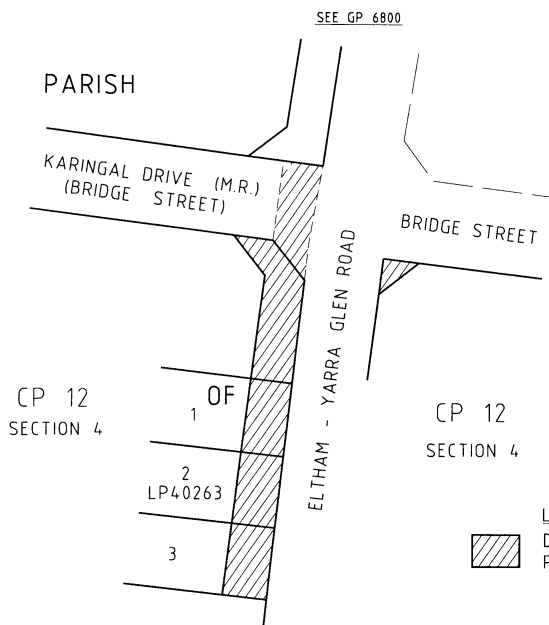 SEE GP 6800
PARISH
KARINGAL DRIVE (M.R.)
(BRIDGE STREET)
BRIDGE STREET
ELTHAM - YARRA GLEN ROAD
CP 12
SECTION 4
OF
1
2
LP40263
3
CP 12
SECTION 4
L
D
P